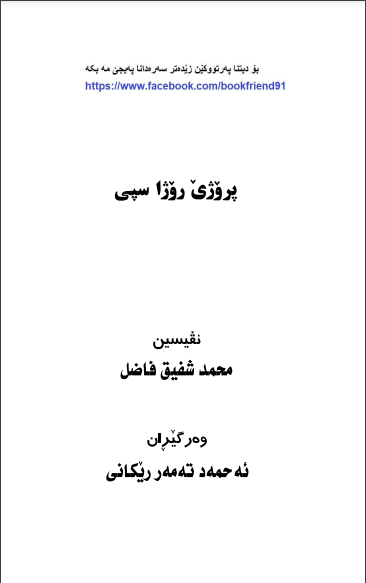 بۆ دیتنا پەرتووکێن زێدەتر سەرەدانا پەیجێ مە بکە
https://www.facebook.com/bookfriend91
پرۆژێ رۆژا سپی
نڤیسین
محمد شفیق فاضل
وەرگێڕان
ئەحمەد تەمەر رێکانی